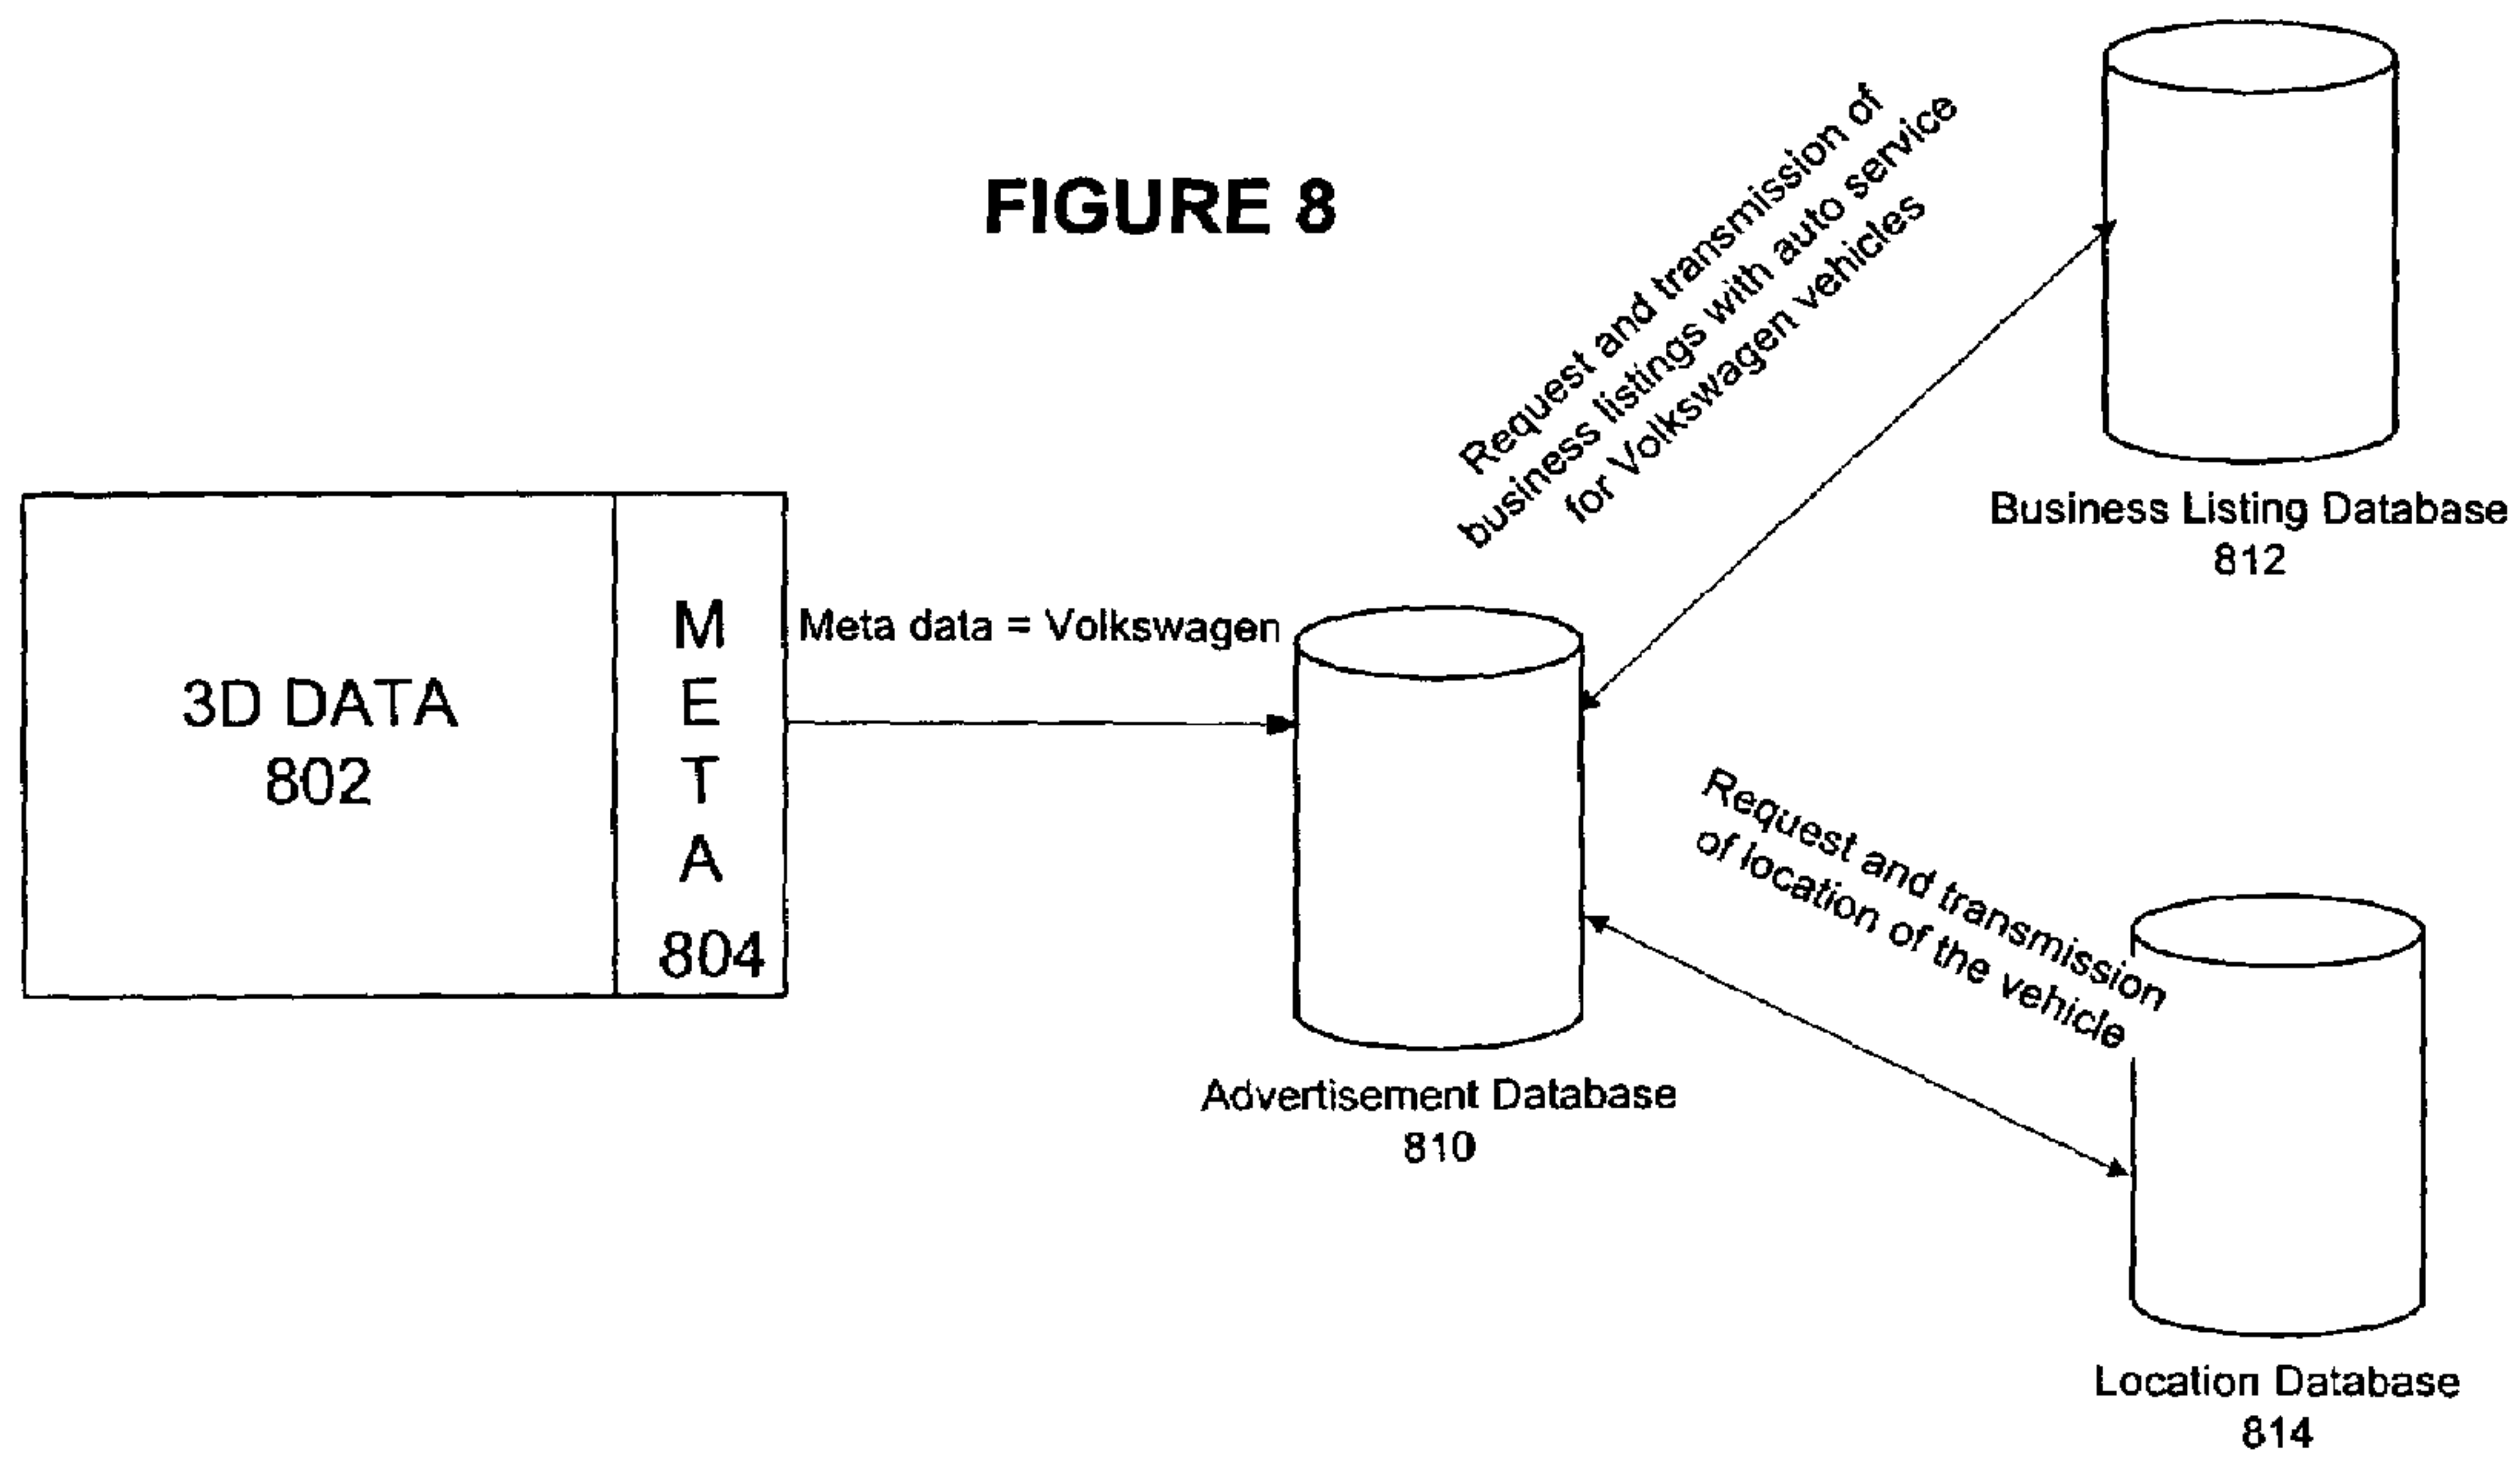 FIGURE 8
Request and transmission of
business listings with auto service
for Volkswagen vehicles
Business Listing Database
812
3D DATA
802
META
804
Meta data = Volkswagen
Advertisement Database
810
Request and transmission
of location of the vehicle
Location Database
814